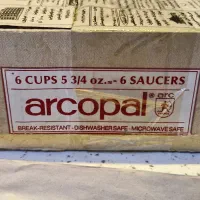 6 CUPS 5 3/4 oz.- 6 SAUCERS
arcopal® arc
BREAK-RESISTANT - DISHWASHER SAFE - MICROWAVE SAFE